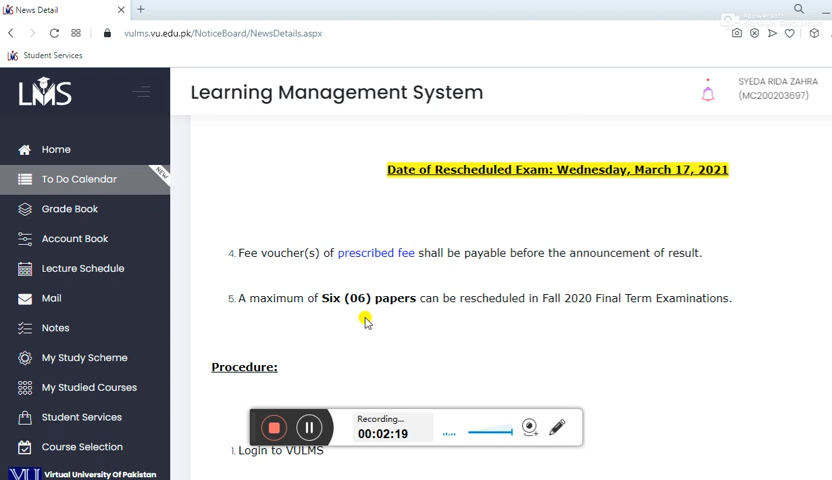 News Detail
vulms.vu.edu.pk/NoticeBoard/NewsDetails.aspx
Student Services
LMS
Learning Management System
SYEDA RIDA ZAHRA
(MC200203697)
Home
To Do Calendar
NEW
Grade Book
Account Book
Lecture Schedule
Mail
Notes
My Study Scheme
My Studied Courses
Student Services
Course Selection
VU Virtual University Of Pakistan
Date of Rescheduled Exam: Wednesday, March 17, 2021
4. Fee voucher(s) of prescribed fee shall be payable before the announcement of result.
5. A maximum of Six (06) papers can be rescheduled in Fall 2020 Final Term Examinations.
Procedure:
Recording...
00:02:19
1. Login to VULMS